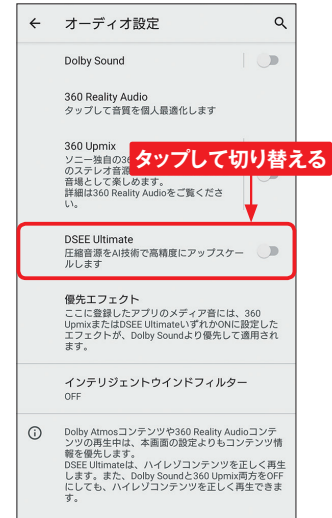 オーディオ設定
Dolby Sound
360 Reality Audio
タップして音質を個人最適化します
360 Upmix
ソニー独自の3
のステレオ音源
音場として楽しめます。
詳細は360 Reality Audioをご覧くださ
い。
タップして切り替える
DSEE Ultimate
圧縮音源をAI技術で高精度にアップスケー
ルします
優先エフェクト
ここに登録したアプリのメディア音には、360
UpmixまたはDSEE UltimateいずれかONに設定した
エフェクトが、Dolby Soundより優先して適用され
ます。
インテリジェントウインドフィルター
OFF
Dolby Atmosコンテンツや360 Reality Audioコンテ
ンツの再生中は、本画面の設定よりもコンテンツ情
報を優先します。
DSEE Ultimateは、ハイレゾコンテンツを正しく再生
します。また、Dolby Soundと360 Upmix両方をOFF
にしても、ハイレゾコンテンツを正しく再生できま
す。